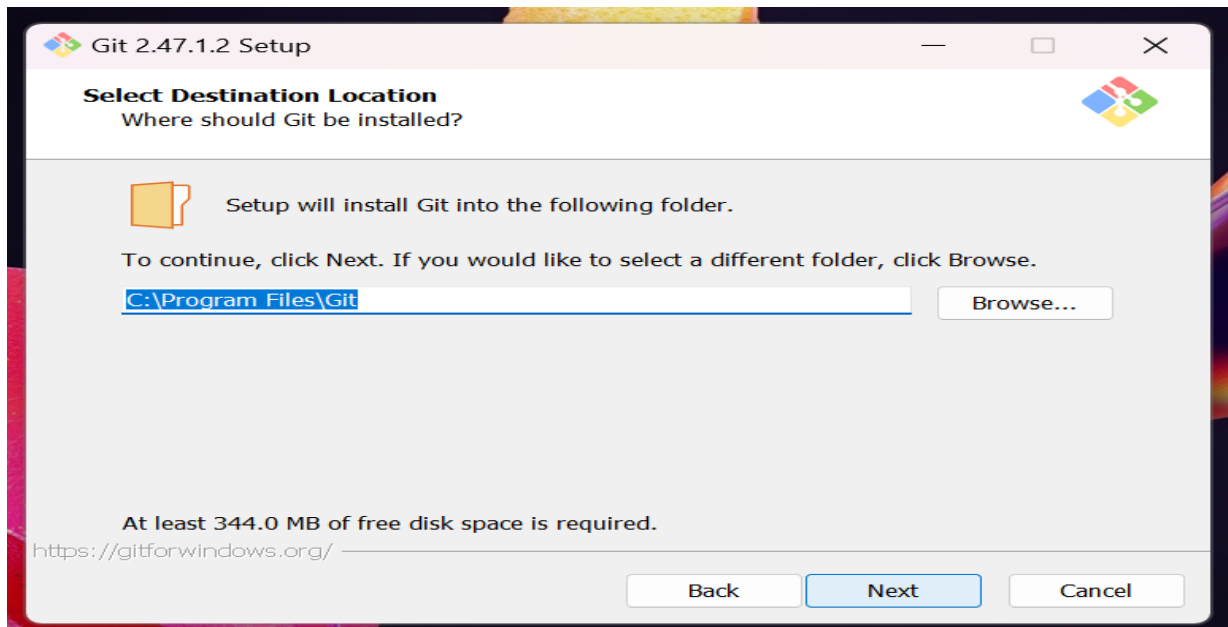 Git 2.47.1.2 Setup
Select Destination Location
Where should Git be installed?
Setup will install Git into the following folder.
To continue, click Next. If you would like to select a different folder, click Browse.
C:\Program Files\Git
Browse...
At least 344.0 MB of free disk space is required.
https://gitforwindows.org/
Back
Next
Cancel